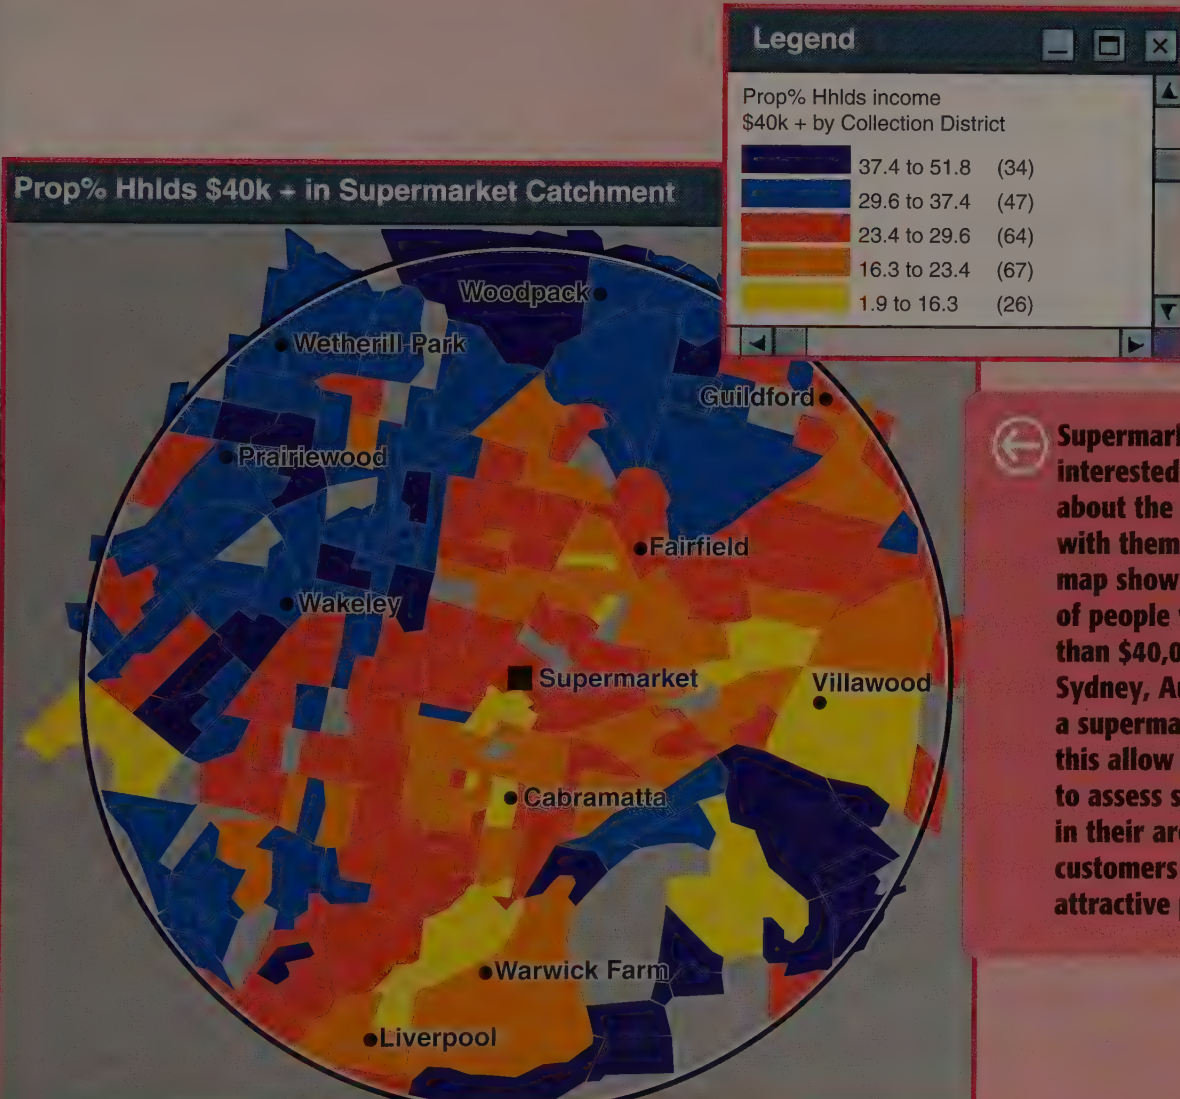 Legend
Prop% Hhlds income
$40k + by Collection District
37.4 to 51.8 (34)
29.6 to 37.4 (47)
23.4 to 29.6 (64)
16.3 to 23.4 (67)
1.9 to 16.3 (26)
Prop% Hhlds $40k + in Supermarket Catchment
Woodpack
Wetherill Park
Guildford
Prairiewood
Fairfield
Wakeley
Supermarket
Villawood
Cabramatta
Warwick Farm
Liverpool
interested
about the
with them
map show
of people
than $40,0
Sydney, Au
a superma
this allow
to assess s
in their are
customers
attractive